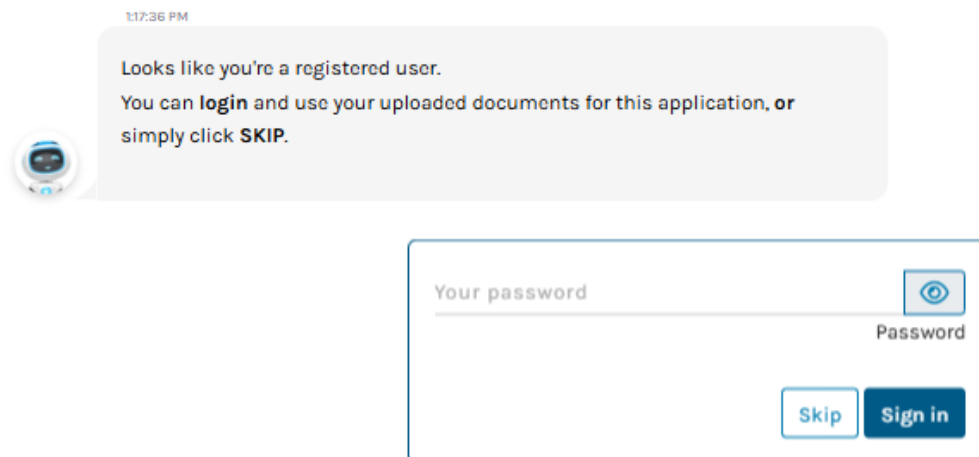 1:17:36 PM
Looks like you're a registered user.
You can login and use your uploaded documents for this application, or
simply click SKIP.
Your password
Password
Skip Sign in